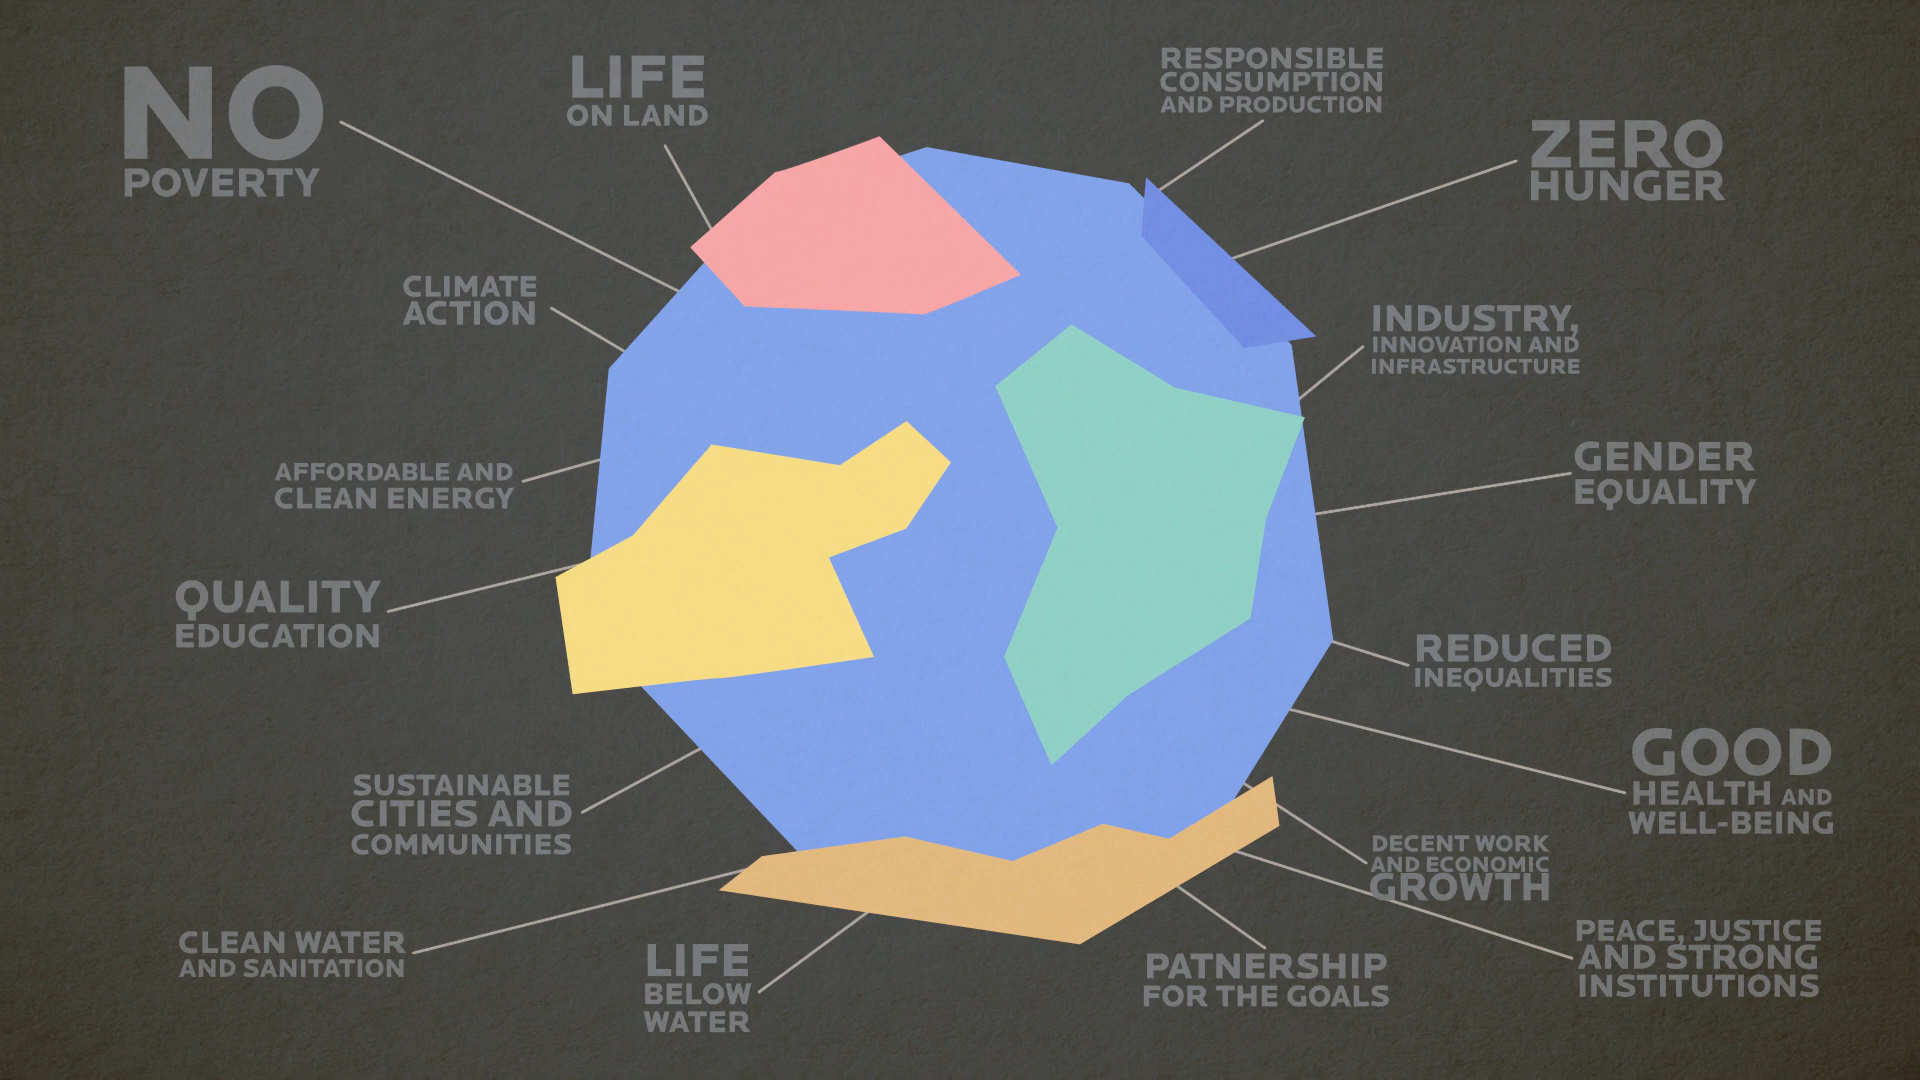 NO
POVERTY
LIFE
ON LAND
RESPONSIBLE
CONSUMPTION
AND PRODUCTION
ZERO
HUNGER
CLIMATE
ACTION
INDUSTRY,
INNOVATION AND
INFRASTRUCTURE
AFFORDABLE AND
CLEAN ENERGY
GENDER
EQUALITY
QUALITY
EDUCATION
REDUCED
INEQUALITIES
GOOD
HEALTH AND
WELL-BEING
SUSTAINABLE
CITIES AND
COMMUNITIES
DECENT WORK
AND ECONOMIC
GROWTH
CLEAN WATER
AND SANITATION
LIFE
BELOW
WATER
PATNERSHIP
FOR THE GOALS
PEACE, JUSTICE
AND STRONG
INSTITUTIONS